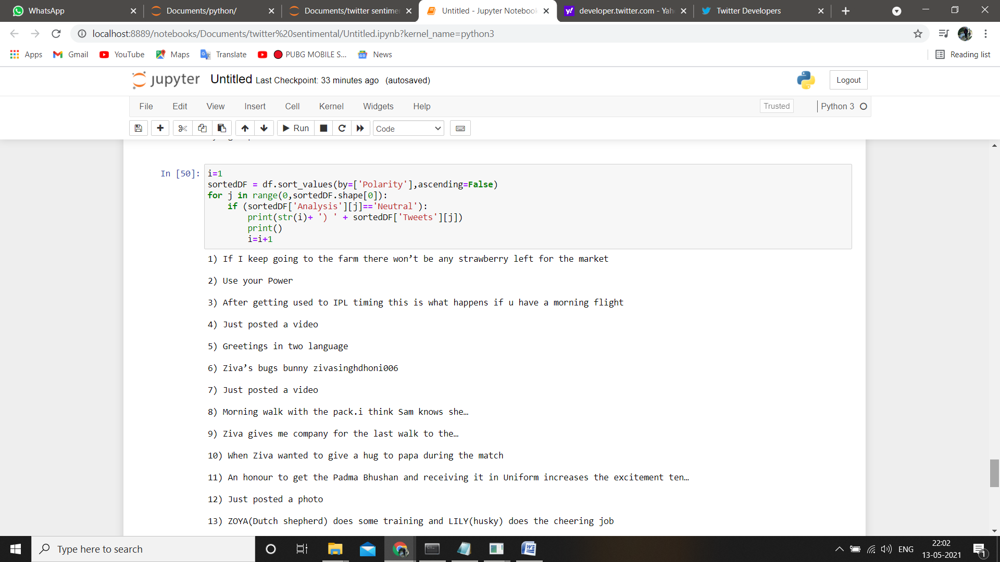 WhatsApp
Documents/python/
Documents/twitter sentime
Untitled - Jupyter Notebook
developer.twitter.com - Yah
Twitter Developers
localhost:8889/notebooks/Documents/twitter%20sentimental/Untitled.ipynb?kernel_name=python3
Apps
Gmail
YouTube
Maps
Translate
PUBG MOBILE S...
News
Reading list
jupyter
Untitled
Last Checkpoint: 33 minutes ago
(autosaved)
Logout
File
Edit
View
Insert
Cell
Kernel
Widgets
Help
Trusted
Python 3
Run
Code
In [50]:
i=1
sortedDF = df.sort_values(by=['Polarity'],ascending=False)
for j in range(0,sortedDF.shape[0]):
    if (sortedDF['Analysis'][j]=='Neutral'):
        print(str(i)+ ') ' + sortedDF['Tweets'][j])
        print()
        i=i+1
1) If I keep going to the farm there won’t be any strawberry left for the market
2) Use your Power
3) After getting used to IPL timing this is what happens if u have a morning flight
4) Just posted a video
5) Greetings in two language
6) Ziva’s bugs bunny zivasinghdhoni006
7) Just posted a video
8) Morning walk with the pack.i think Sam knows she…
9) Ziva gives me company for the last walk to the…
10) When Ziva wanted to give a hug to papa during the match
11) An honour to get the Padma Bhushan and receiving it in Uniform increases the excitement ten…
12) Just posted a photo
13) ZOYA(Dutch shepherd) does some training and LILY(husky) does the cheering job
Type here to search
ENG
22:02
13-05-2021
1